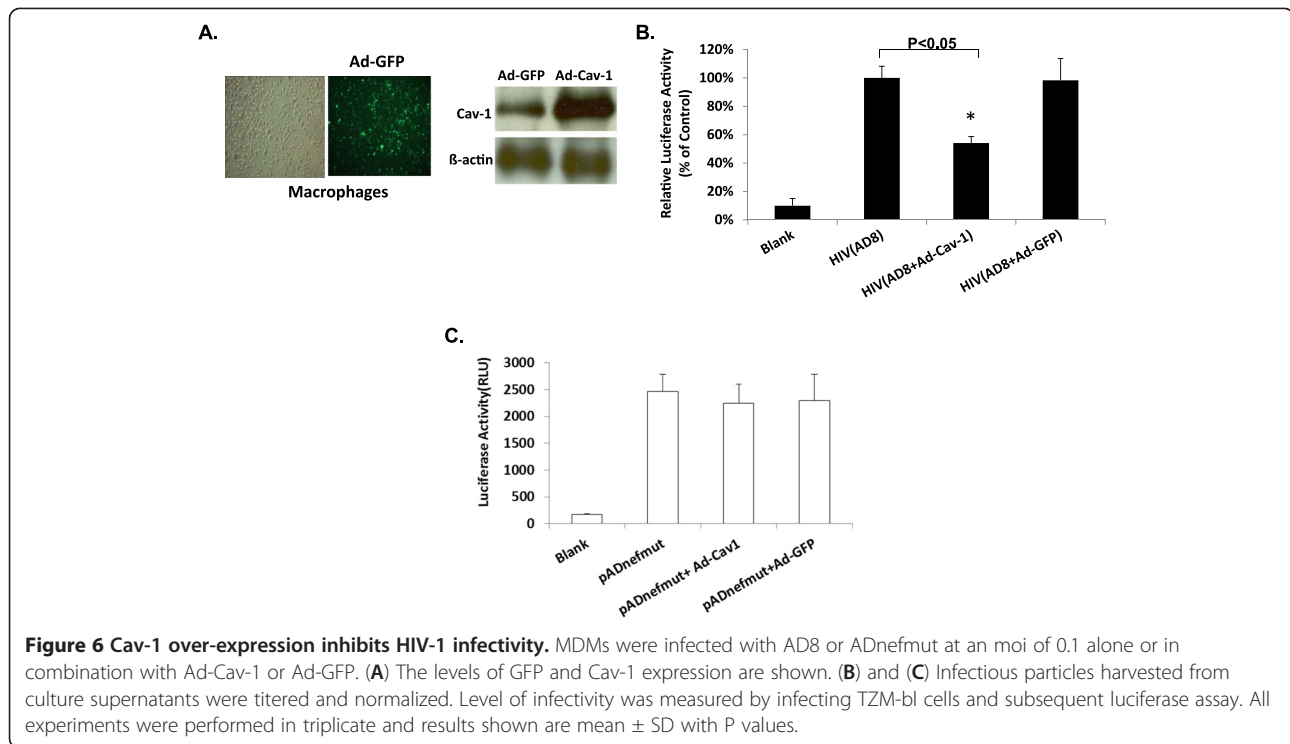 A.
Ad-GFP
Macrophages
Ad-GFP Ad-Cav-1
Cav-1
ß-actin
B.
P<0.05
Relative Luciferase Activity
(% of Control)
120%
100%
80%
60%
40%
20%
0%
*
Blank
HIV(AD8)
HIV(AD8+Ad-Cav-1)
HIV(AD8+Ad-GFP)
C.
Luciferase Activity(RLU)
3000
2500
2000
1500
1000
500
0
Blank
pADnefmut
pADnefmut+ Ad-Cav1
pADnefmut+Ad-GFP
Figure 6 Cav-1 over-expression inhibits HIV-1 infectivity. MDMs were infected with AD8 or ADnefmut at an moi of 0.1 alone or in
combination with Ad-Cav-1 or Ad-GFP. (A) The levels of GFP and Cav-1 expression are shown. (B) and (C) Infectious particles harvested from
culture supernatants were titered and normalized. Level of infectivity was measured by infecting TZM-bl cells and subsequent luciferase assay. All
experiments were performed in triplicate and results shown are mean ± SD with P values.